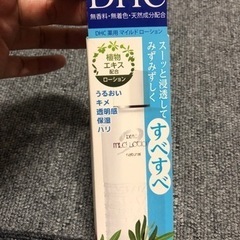 DHC
無香料・無着色・天然成分配合
DHC 薬用 マイルド ローション
植物
エキス
配合
ローション
うるおい
キメ
透明感
保湿
ハリ
スーッと浸透して
みずみずしく
すべすべ
DHC
MILD LOTION